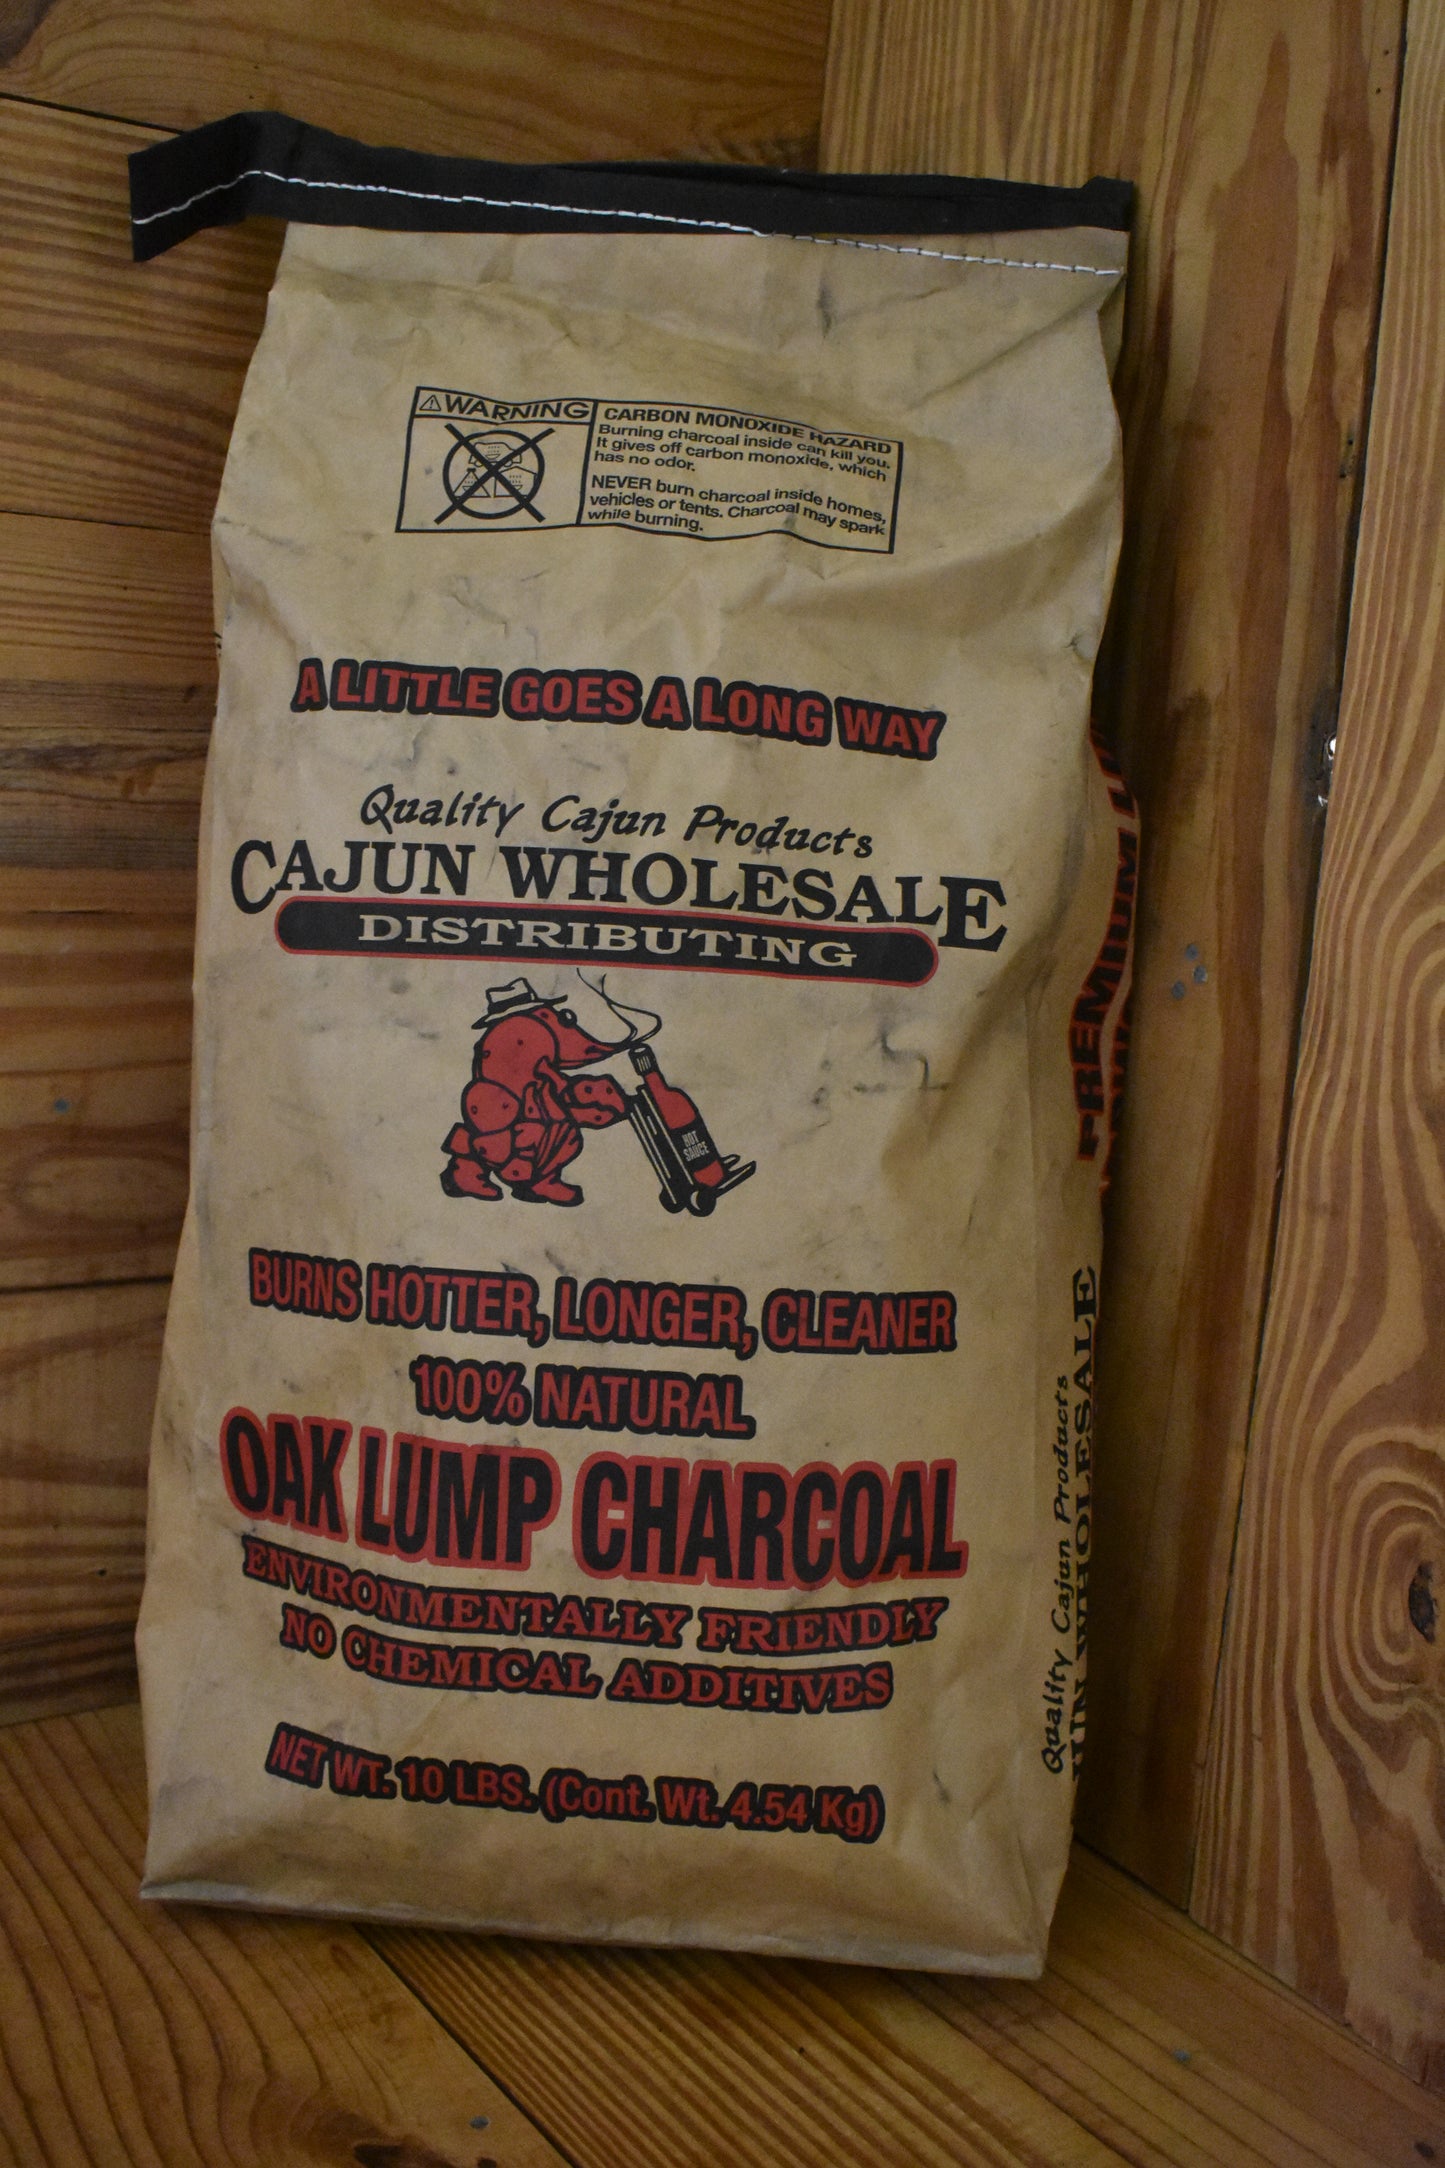 WARNING
CARBON MONOXIDE HAZARD
Burning charcoal inside can kill you.
It gives off carbon monoxide, which
has no odor.
NEVER burn charcoal inside homes,
vehicles or tents. Charcoal may spark
while burning.
A LITTLE GOES A LONG WAY
Quality Cajun Products
CAJUN WHOLESALE
DISTRIBUTING
HOT
SAUCE
BURNS HOTTER, LONGER, CLEANER
100% NATURAL
OAK LUMP CHARCOAL
ENVIRONMENTALLY FRIENDLY
NO CHEMICAL ADDITIVES
NET WT. 10 LBS. (Cont. Wt. 4.54 Kg)
PREMIUM
Quality Cajun Products
WHOLESALE